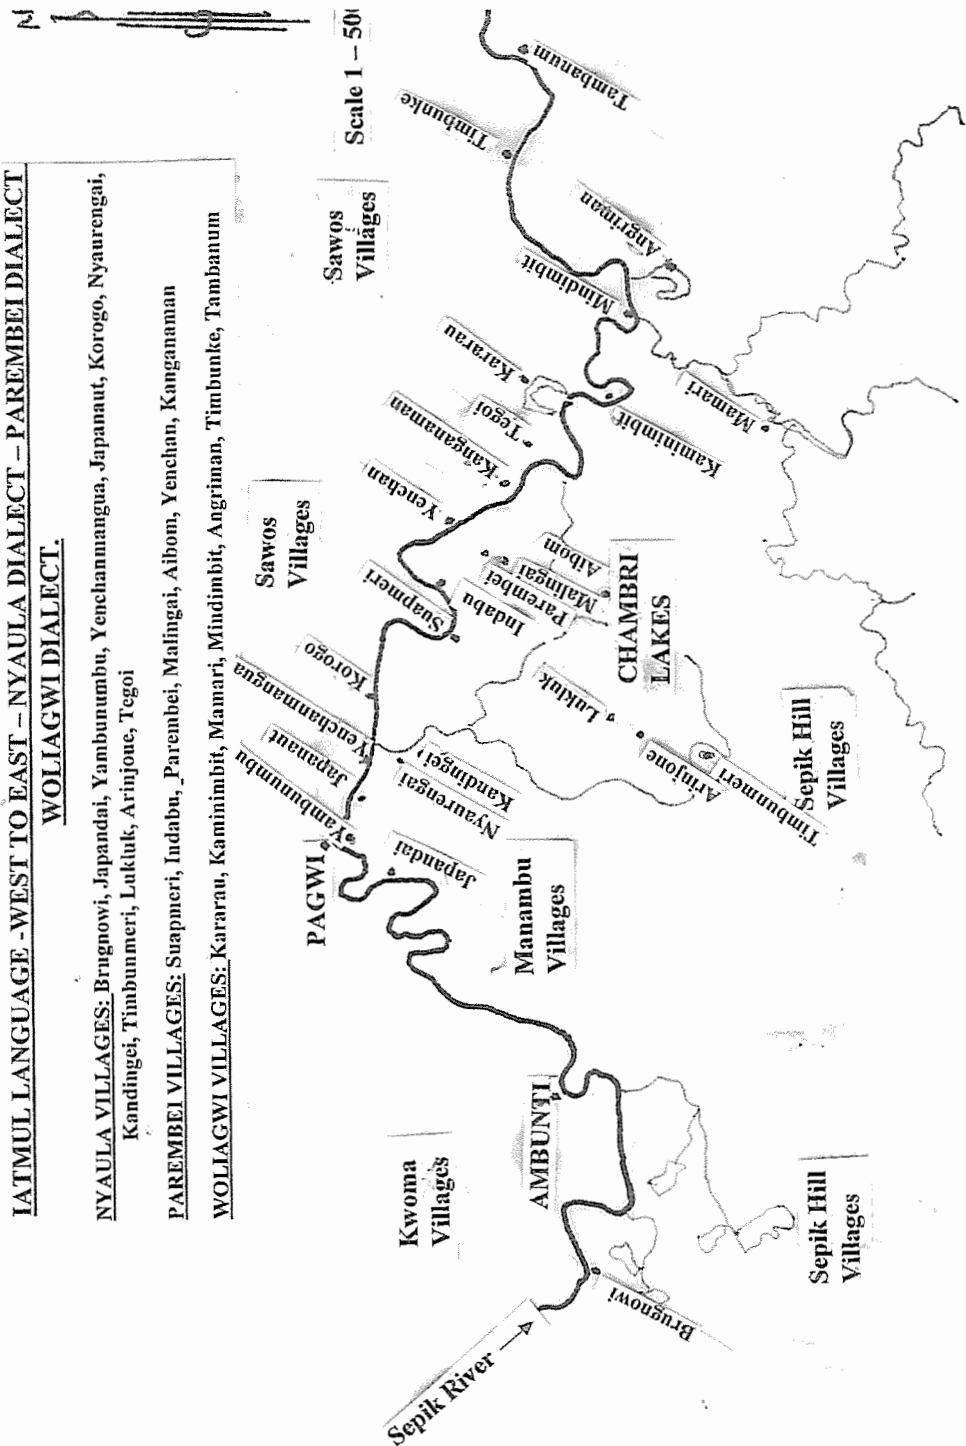 IATMUL LANGUAGE -WEST TO EAST – NYAULA DIALECT – PAREMBEI DIALECT
WOLIAGWI DIALECT.
NYAULA VILLAGES: Brugnowi, Japandai, Yambunumbu, Yenchanmangua, Japanaut, Korogo, Nyaurengai,
Kandingei, Timbunmeri, Lukluk, Arinjoue, Tegoi
PAREMBEI VILLAGES: Suapmeri, Indabu, Parembei, Malingai, Aibom, Yenchan, Kanganaman
WOLIAGWI VILLAGES: Kararau, Kaminimbit, Mamari, Mindimbit, Angriman, Timbunke, Tambanum
N
Scale 1 – 50
Sepik River
Brugnowi
Kwoma
Villages
AMBUNTI
Sepik Hill
Villages
Manambu
Villages
PAGWI
Japandai
Yambunumbu
Japanaut
Yenchanmangua
Korogo
Nyaurengai
Kandingei
Suapmeri
Indabu
Parembei
Malingai
Aibom
CHAMBRI
LAKES
Lukluk
Arinjone
Timbunmeri
Sepik Hill
Villages
Sawos
Villages
Yenchan
Kanganaman
Tegoi
Kararau
Kaminimbit
Mamari
Mindimbit
Angriman
Sawos
Villages
Timbunke
Tambanum